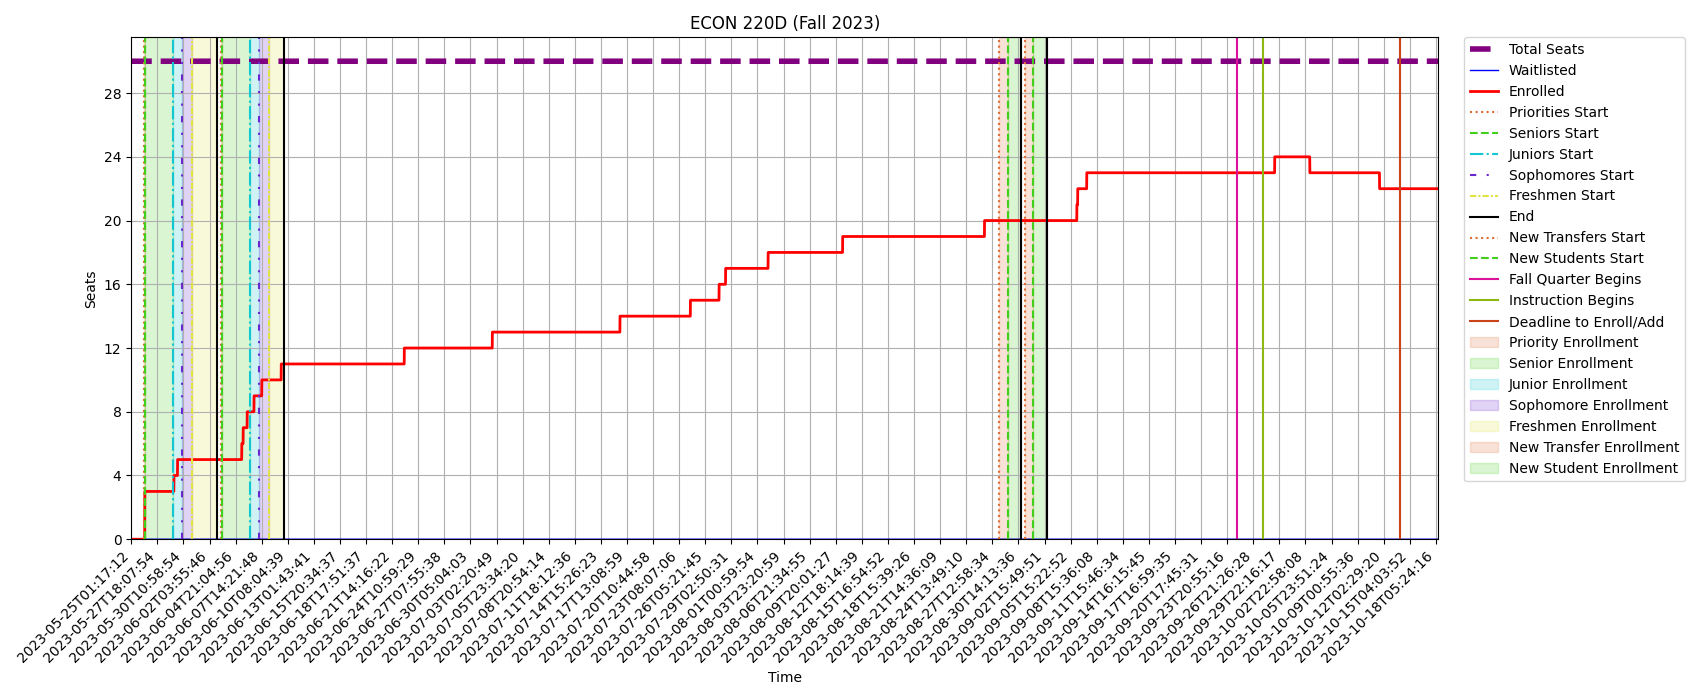 ECON 220D (Fall 2023)
Seats
28
24
20
16
12
8
4
0
2023-05-25T01:17:12
2023-05-27T18:07:54
2023-05-30T10:58:54
2023-06-02T03:55:46
2023-06-04T21:04:56
2023-06-07T14:21:48
2023-06-10T08:04:39
2023-06-13T01:43:41
2023-06-15T20:34:37
2023-06-18T17:51:37
2023-06-21T14:16:22
2023-06-24T10:59:29
2023-06-27T07:55:38
2023-06-30T05:04:03
2023-07-03T02:20:49
2023-07-05T23:34:20
2023-07-08T20:54:14
2023-07-11T18:12:36
2023-07-14T15:26:23
2023-07-17T13:08:59
2023-07-20T10:44:58
2023-07-23T08:07:06
2023-07-26T05:21:45
2023-07-29T02:50:31
2023-08-01T00:59:54
2023-08-03T23:20:59
2023-08-06T21:34:55
2023-08-09T20:01:27
2023-08-12T18:14:39
2023-08-15T16:54:52
2023-08-18T15:39:26
2023-08-21T14:36:09
2023-08-24T13:49:10
2023-08-27T12:58:34
2023-08-30T14:13:36
2023-09-02T15:49:51
2023-09-05T15:22:52
2023-09-08T15:36:08
2023-09-11T15:46:34
2023-09-14T16:15:45
2023-09-17T16:59:35
2023-09-20T17:45:31
2023-09-23T20:55:16
2023-09-26T21:26:28
2023-09-29T22:16:17
2023-10-02T22:58:08
2023-10-05T23:51:24
2023-10-09T00:55:36
2023-10-12T02:29:20
2023-10-15T04:03:52
2023-10-18T05:24:16
Time
Total Seats
Waitlisted
Enrolled
Priorities Start
Seniors Start
Juniors Start
Sophomores Start
Freshmen Start
End
New Transfers Start
New Students Start
Fall Quarter Begins
Instruction Begins
Deadline to Enroll/Add
Priority Enrollment
Senior Enrollment
Junior Enrollment
Sophomore Enrollment
Freshmen Enrollment
New Transfer Enrollment
New Student Enrollment